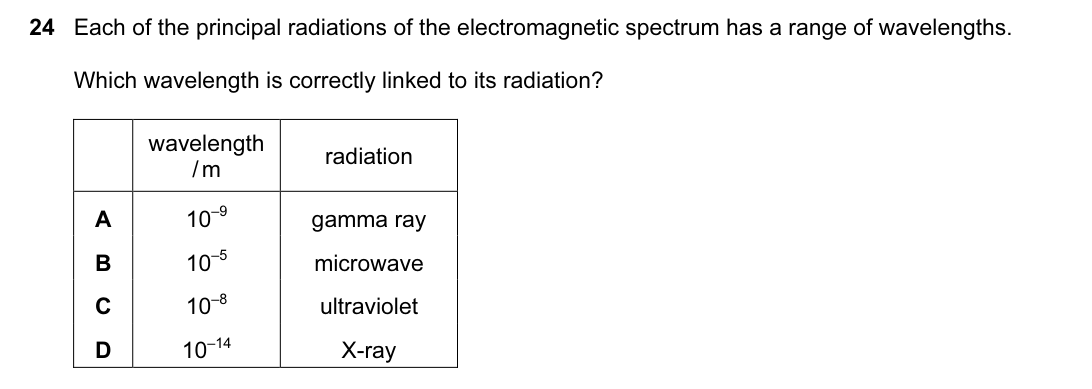 24 Each of the principal radiations of the electromagnetic spectrum has a range of wavelengths.
Which wavelength is correctly linked to its radiation?
wavelength /m radiation
A 10⁻⁹ gamma ray
B 10⁻⁵ microwave
C 10⁻⁸ ultraviolet
D 10⁻¹⁴ X-ray